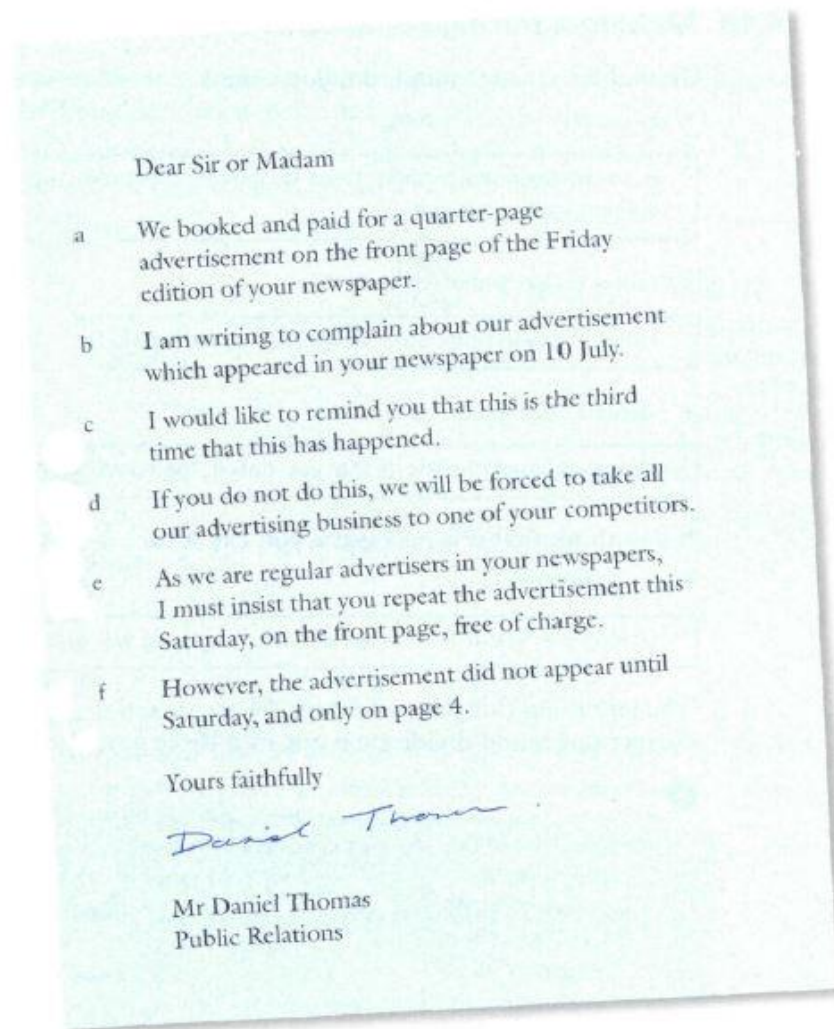 Dear Sir or Madam
a We booked and paid for a quarter-page
advertisement on the front page of the Friday
edition of your newspaper.
b I am writing to complain about our advertisement
which appeared in your newspaper on 10 July.
c I would like to remind you that this is the third
time that this has happened.
d If you do not do this, we will be forced to take all
our advertising business to one of your competitors.
e As we are regular advertisers in your newspapers,
I must insist that you repeat the advertisement this
Saturday, on the front page, free of charge.
f However, the advertisement did not appear until
Saturday, and only on page 4.
Yours faithfully
Daniel Thomas
Mr Daniel Thomas
Public Relations